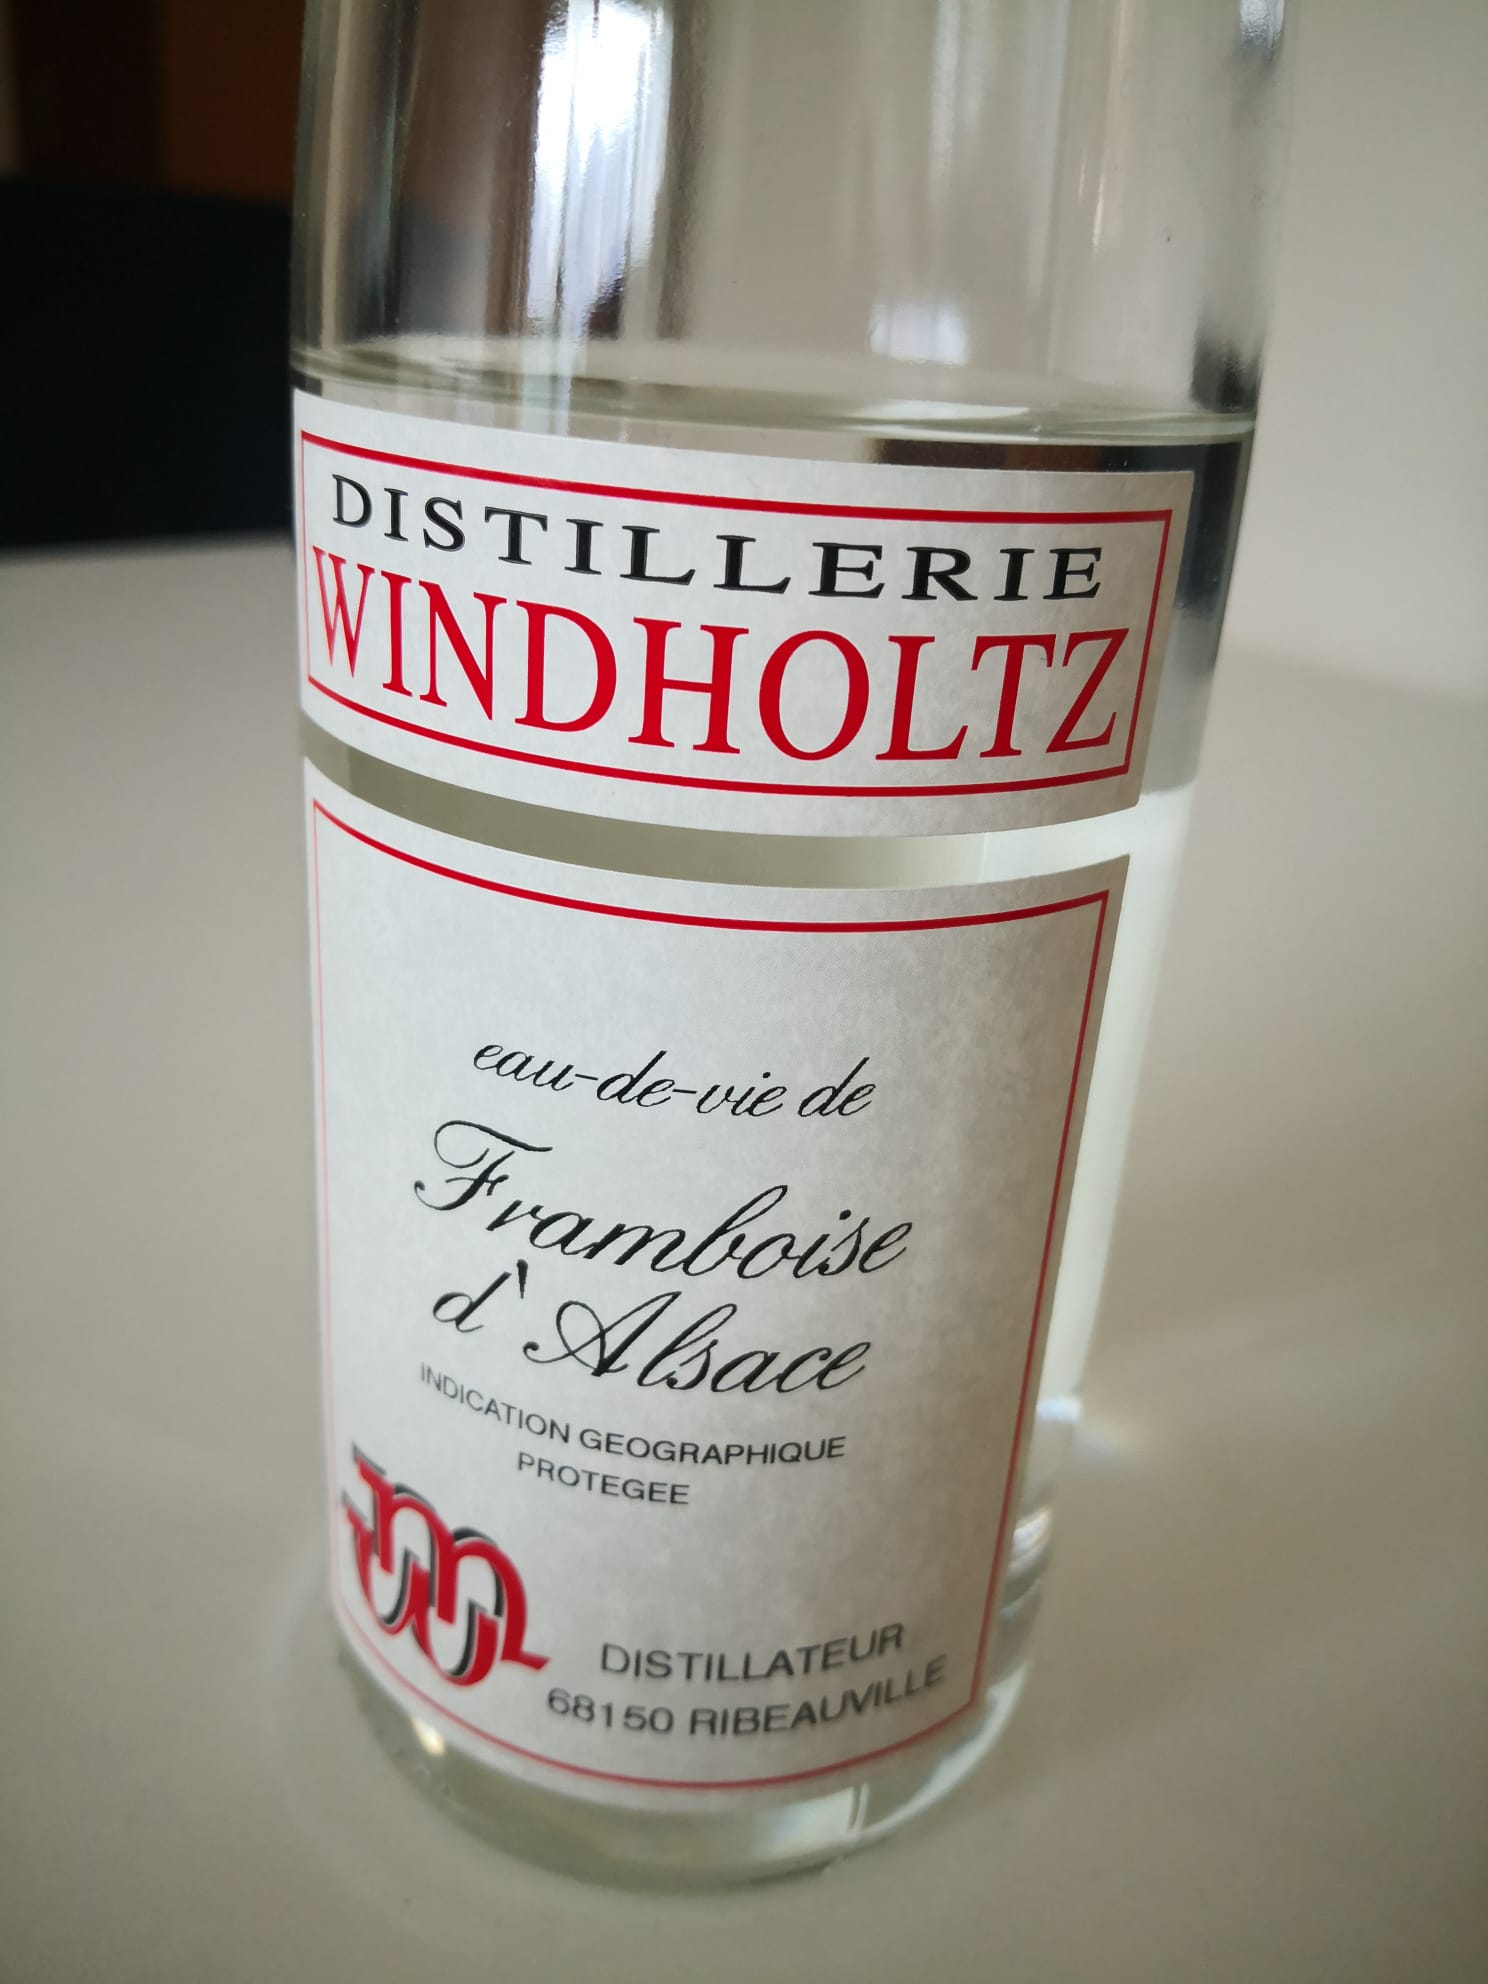 DISTILLERIE
WINDHOLTZ
eau-de-vie de
Framboise
d'Alsace
INDICATION GEOGRAPHIQUE
PROTEGEE
DISTILLATEUR
68150 RIBEAUVILLE